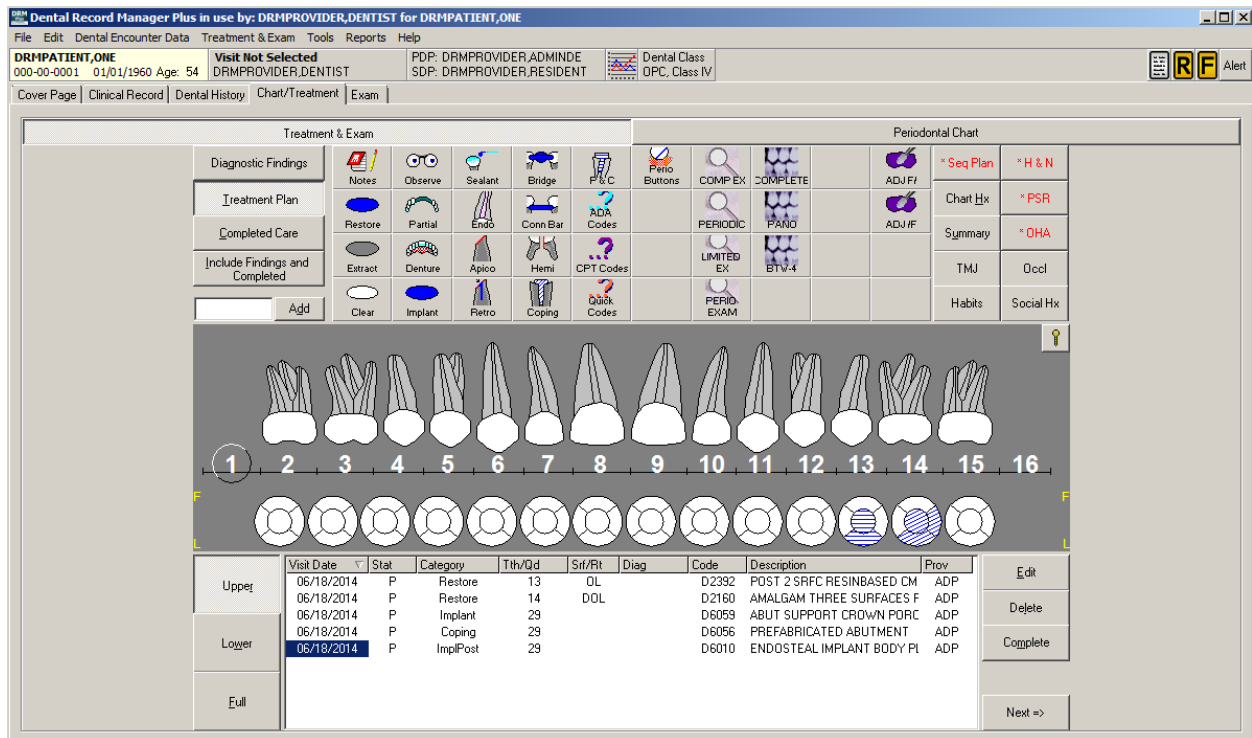 Dental Record Manager Plus in use by: DRMPROVIDER,DENTIST for DRMPATIENT,ONE
File Edit Dental Encounter Data Treatment & Exam Tools Reports Help
DRMPATIENT,ONE Visit Not Selected PDP: DRMPROVIDER,ADMINDE Dental Class
000-00-0001 01/01/1960 Age: 54 DRMPROVIDER,DENTIST SDP: DRMPROVIDER,RESIDENT OPC, Class IV R F Alert
Cover Page Clinical Record Dental History Chart/Treatment Exam
Treatment & Exam Periodontal Chart
Diagnostic Findings Notes Observe Sealant Bridge P & C Perio Buttons COMP EX COMPLETE ADJ F/ * Seq Plan * H & N
Treatment Plan Restore Partial Endo Conn Bar ADA Codes PERIODIC PANO ADJ /F Chart Hx * PSR
Completed Care Summary * OHA
Include Findings and Completed Extract Denture Apico Hemi CPT Codes LIMITED EX BTW-4 TMJ Occl
Add Clear Implant Retro Coping Quick Codes PERIO EXAM Habits Social Hx
1 2 3 4 5 6 7 8 9 10 11 12 13 14 15 16
F F
L L
Visit Date Stat Category Tth/Qd Srf/Rt Diag Code Description Prov
06/18/2014 P Restore 13 OL D2392 POST 2 SRFC RESINBASED CM ADP
06/18/2014 P Restore 14 DOL D2160 AMALGAM THREE SURFACES F ADP
06/18/2014 P Implant 29 D6059 ABUT SUPPORT CROWN PORC ADP
06/18/2014 P Coping 29 D6056 PREFABRICATED ABUTMENT ADP
06/18/2014 P ImplPost 29 D6010 ENDOSTEAL IMPLANT BODY PL ADP
Upper
Lower
Full
Edit
Delete
Complete
Next =>